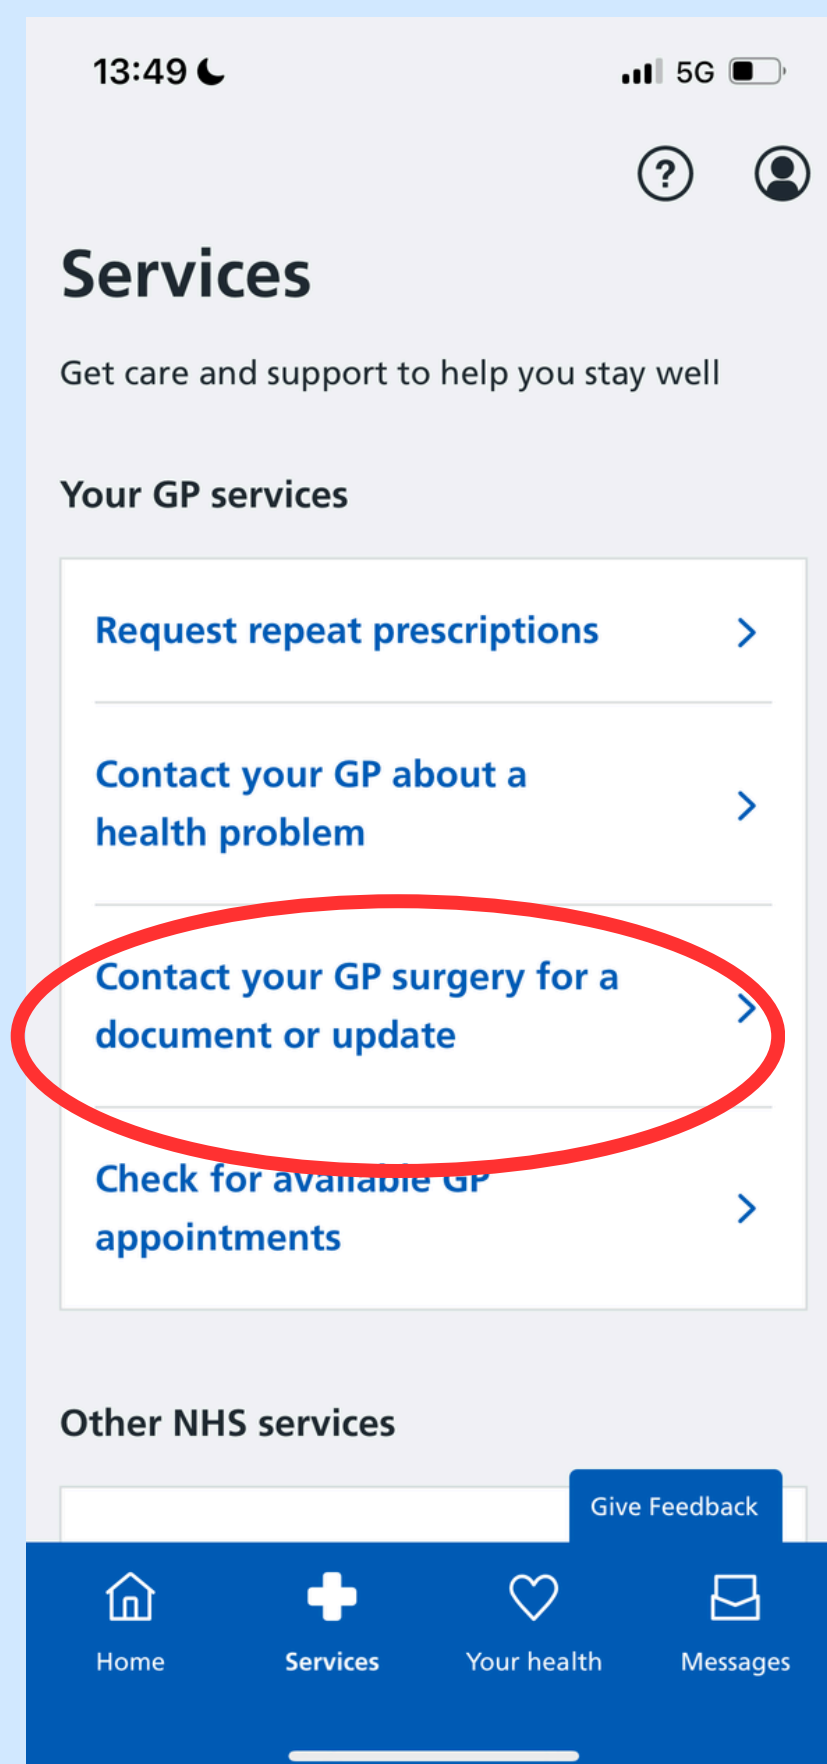 13:49
5G
?
Services
Get care and support to help you stay well
Your GP services
Request repeat prescriptions
Contact your GP about a
health problem
Contact your GP surgery for a
document or update
Check for available GP
appointments
Other NHS services
Give Feedback
Home Services Your health Messages